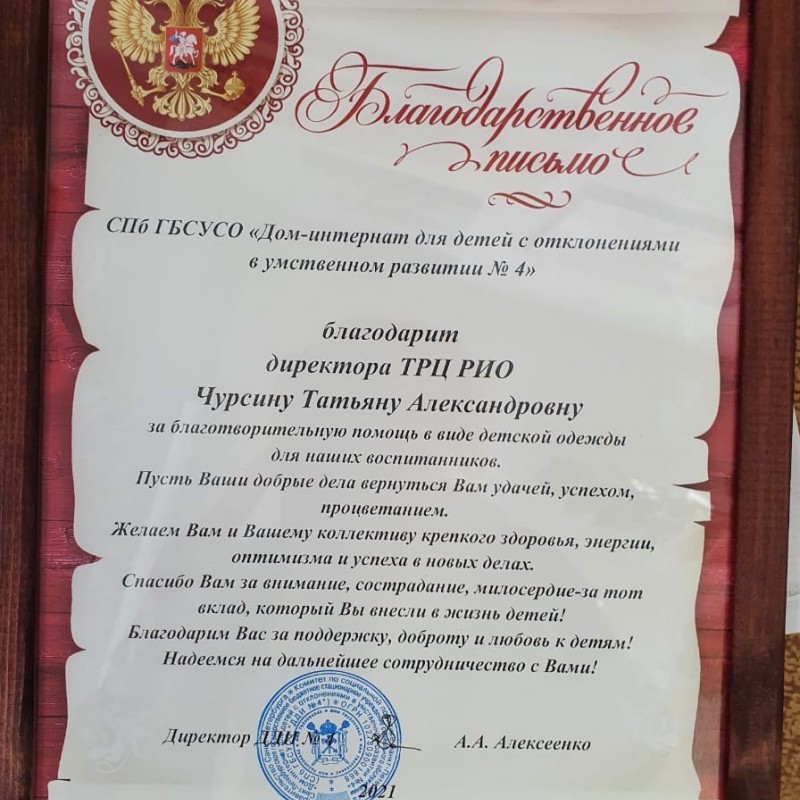 Благодарственное
письмо
СПб ГБСУСО «Дом-интернат для детей с отклонениями
в умственном развитии № 4»
благодарит
директора ТРЦ РИО
Чурсину Татьяну Александровну
за благотворительную помощь в виде детской одежды
для наших воспитанников.
Пусть Ваши добрые дела вернуться Вам удачей, успехом,
процветанием.
Желаем Вам и Вашему коллективу крепкого здоровья, энергии,
оптимизма и успеха в новых делах.
Спасибо Вам за внимание, сострадание, милосердие-за тот
вклад, который Вы внесли в жизнь детей!
Благодарим Вас за поддержку, доброту и любовь к детям!
Надеемся на дальнейшее сотрудничество с Вами!
Директор ДДИ № 4 А.А. Алексеенко
2021